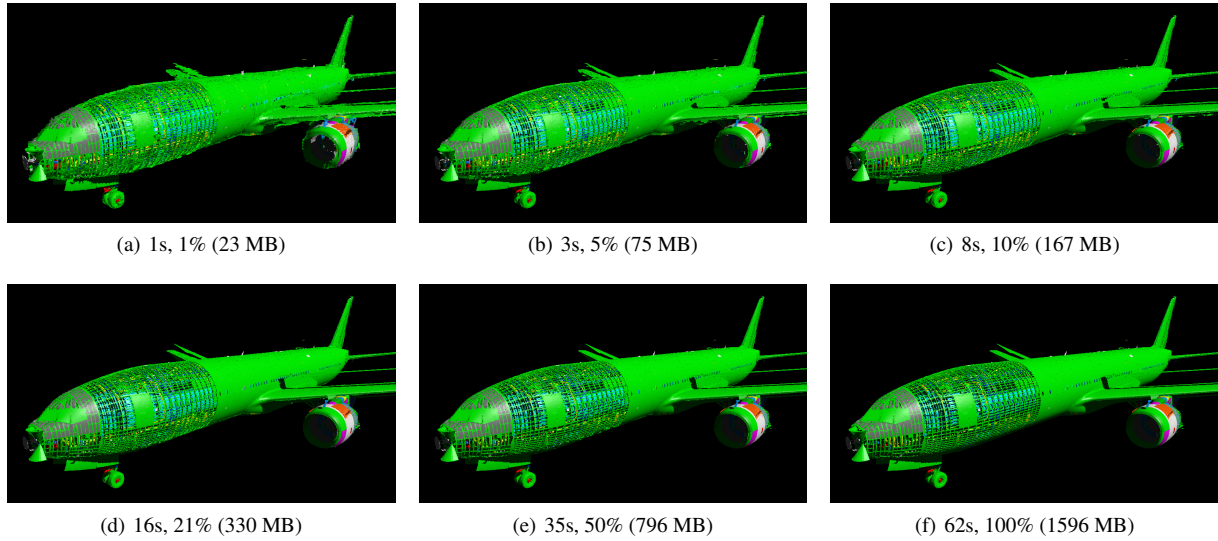 (a) 1s, 1% (23 MB)
(b) 3s, 5% (75 MB)
(c) 8s, 10% (167 MB)
(d) 16s, 21% (330 MB)
(e) 35s, 50% (796 MB)
(f) 62s, 100% (1596 MB)